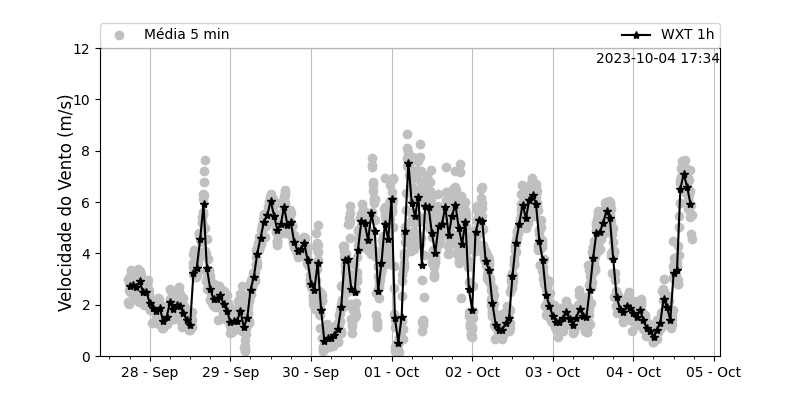 Média 5 min
WXT 1h
2023-10-04 17:34
Velocidade do Vento (m/s)
12
10
8
6
4
2
0
28 - Sep
29 - Sep
30 - Sep
01 - Oct
02 - Oct
03 - Oct
04 - Oct
05 - Oct